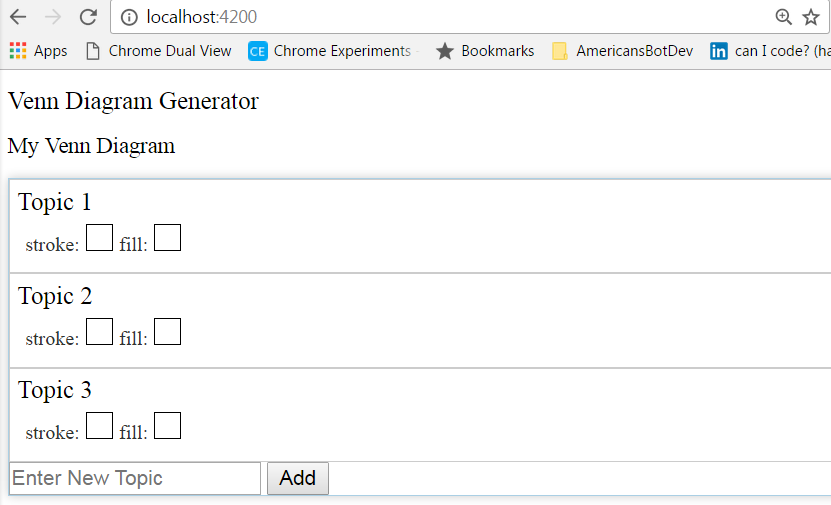 localhost:4200
Apps Chrome Dual View CE Chrome Experiments Bookmarks AmericansBotDev in can I code? (ha
Venn Diagram Generator
My Venn Diagram
Topic 1
stroke: fill:
Topic 2
stroke: fill:
Topic 3
stroke: fill:
Enter New Topic Add